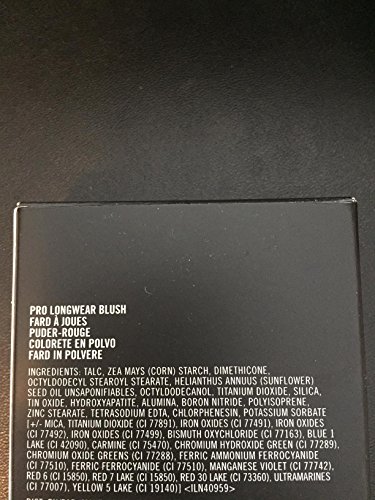 PRO LONGWEAR BLUSH
FARD À JOUES
PUDER-ROUGE
COLORETE EN POLVO
FARD IN POLVERE
INGREDIENTS: TALC, ZEA MAYS (CORN) STARCH, DIMETHICONE,
OCTYLDODECYL STEAROYL STEARATE, HELIANTHUS ANNUUS (SUNFLOWER)
SEED OIL UNSAPONIFIABLES, OCTYLDODECANOL, TITANIUM DIOXIDE, SILICA,
TIN OXIDE, HYDROXYAPATITE, ALUMINA, BORON NITRIDE, POLYISOPRENE,
ZINC STEARATE, TETRASODIUM EDTA, CHLORPHENESIN, POTASSIUM SORBATE
[+/- MICA, TITANIUM DIOXIDE (CI 77891), IRON OXIDES (CI 77491), IRON OXIDES
(CI 77492), IRON OXIDES (CI 77499), BISMUTH OXYCHLORIDE (CI 77163), BLUE 1
LAKE (CI 42090), CARMINE (CI 75470), CHROMIUM HYDROXIDE GREEN (CI 77289),
CHROMIUM OXIDE GREENS (CI 77288), FERRIC AMMONIUM FERROCYANIDE
(CI 77510), FERRIC FERROCYANIDE (CI 77510), MANGANESE VIOLET (CI 77742),
RED 6 (CI 15850), RED 7 LAKE (CI 15850), RED 30 LAKE (CI 73360), ULTRAMARINES
(CI 77007), YELLOW 5 LAKE (CI 19140)] <ILN40959>